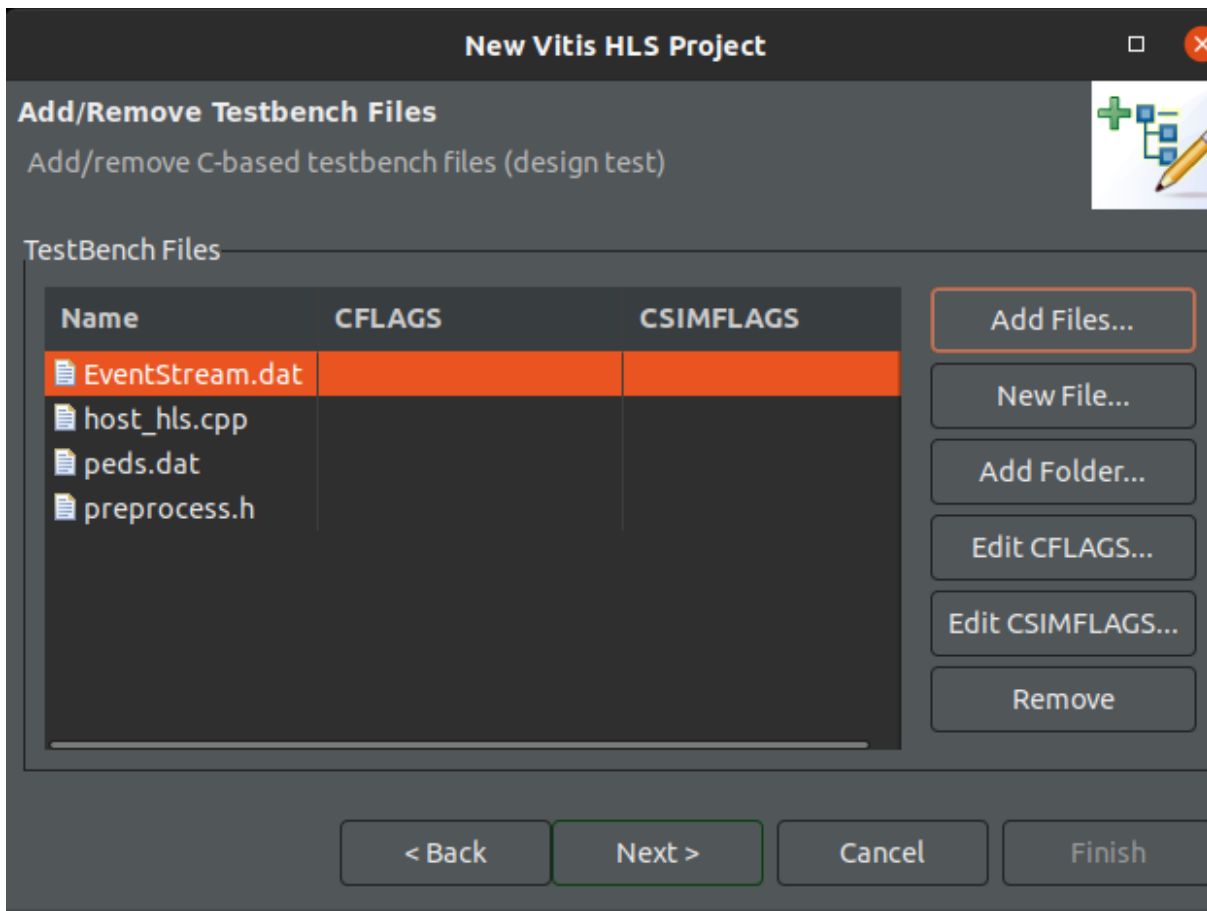 New Vitis HLS Project
Add/Remove Testbench Files
Add/remove C-based testbench files (design test)
TestBench Files
Name CFLAGS CSIMFLAGS
EventStream.dat
host_hls.cpp
peds.dat
preprocess.h
Add Files...
New File...
Add Folder...
Edit CFLAGS...
Edit CSIMFLAGS...
Remove
< Back Next > Cancel Finish